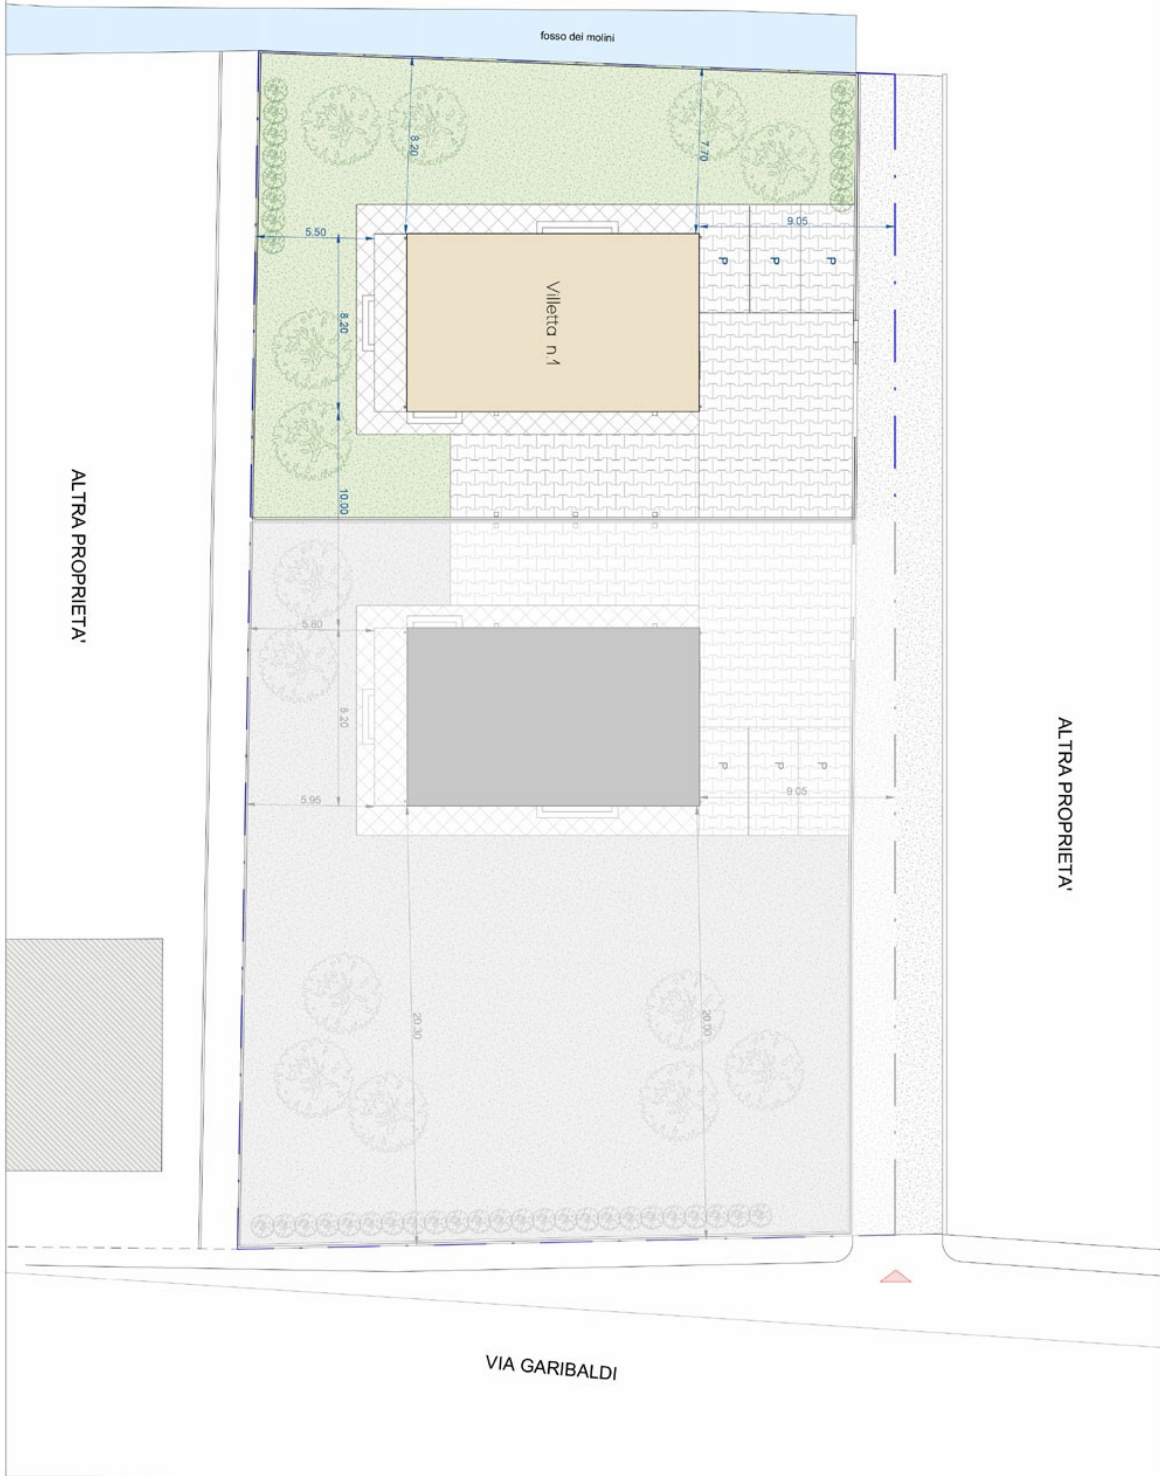 fosso dei molini
8.20
7.70
9.05
5.50
P
P
P
8.20
Villetta n.1
10.00
ALTRA PROPRIETA'
5.80
8.20
P
P
P
9.05
5.95
ALTRA PROPRIETA'
20.30
20.00
VIA GARIBALDI